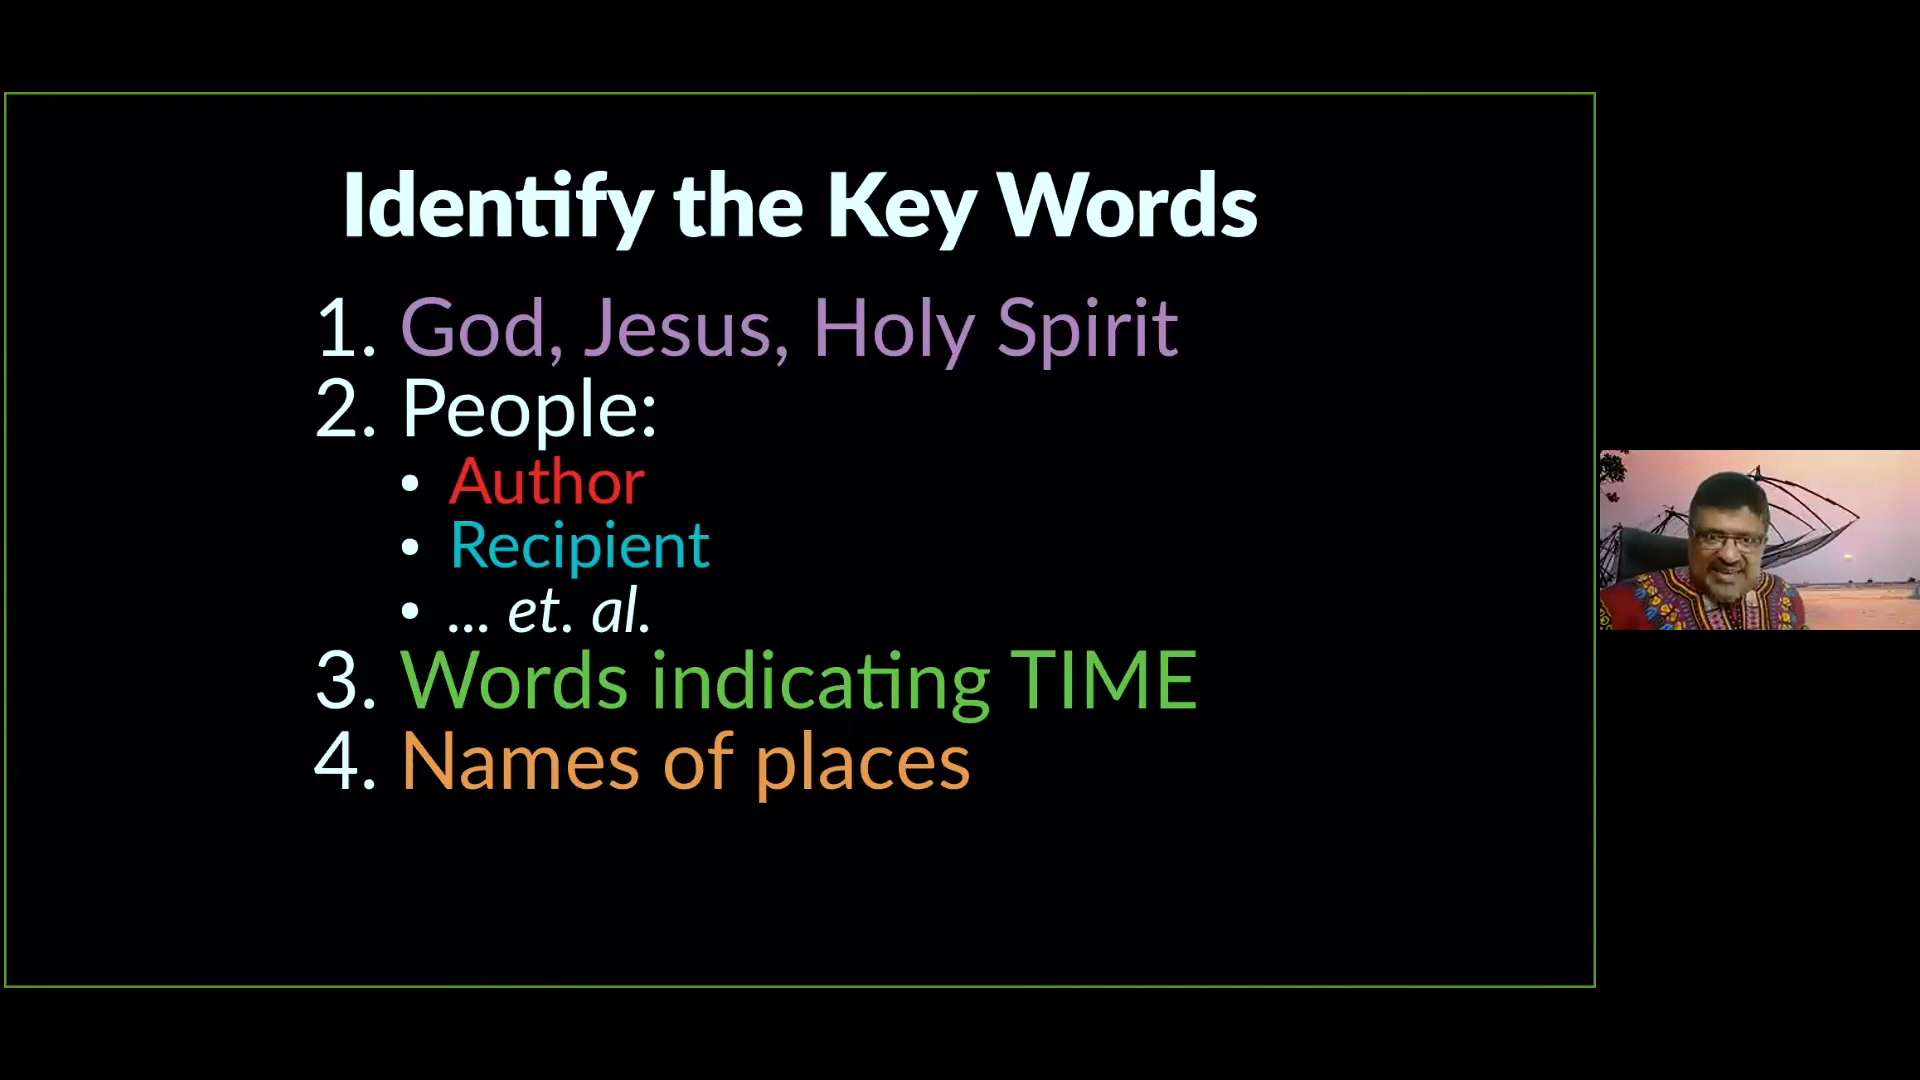 Identify the Key Words
1. God, Jesus, Holy Spirit
2. People:
• Author
• Recipient
• ... et. al.
3. Words indicating TIME
4. Names of places